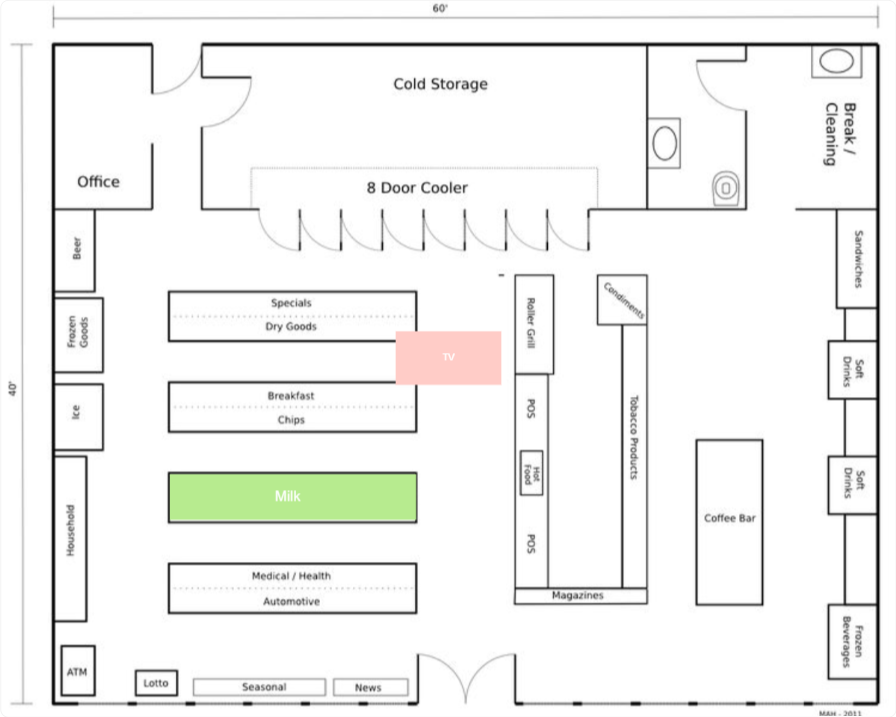 60'
40'
Cold Storage
Break /
Cleaning
Office
8 Door Cooler
Beer
Sandwiches
Specials
Dry Goods
Frozen
Goods
TV
Roller Grill
Condiments
Soft
Drinks
Breakfast
Chips
Ice
POS
Tobacco Products
Hot
Food
Milk
Soft
Drinks
Coffee Bar
Household
POS
Medical / Health
Automotive
Magazines
Frozen
Beverages
ATM
Lotto
Seasonal
News
MAH - 2011